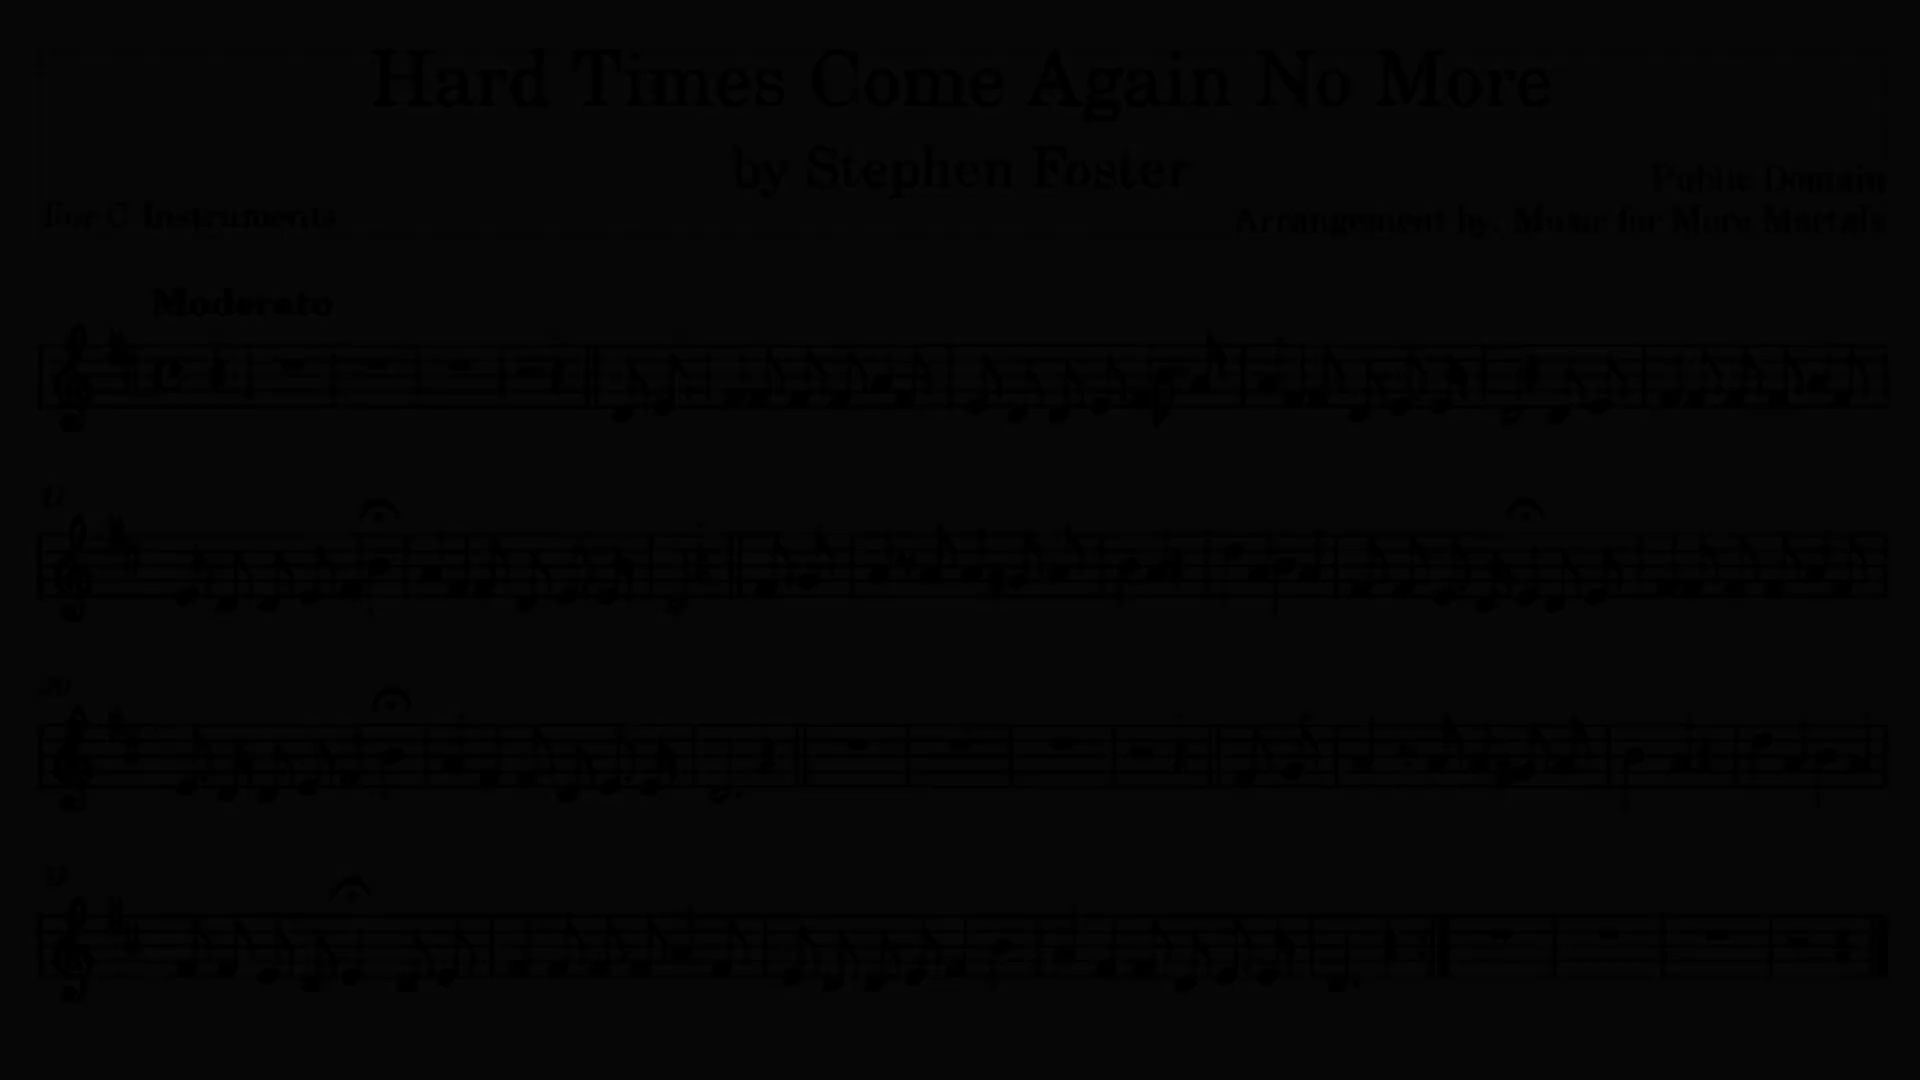 Hard Times Come Again No More
by Stephen Foster
Public Domain
for C Instruments
Arrangement by: Music for Mere Mortals
Moderato